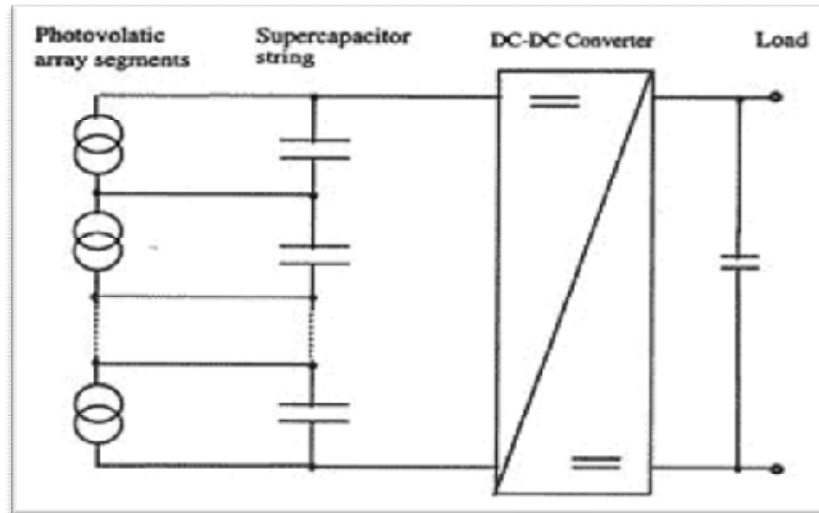 Photovolatic
array segments
Supercapacitor
string
DC-DC Converter
Load